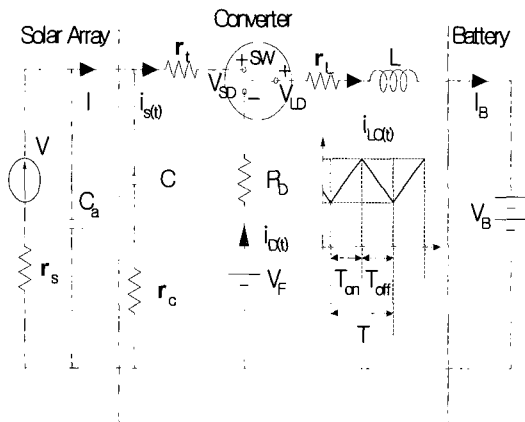 Converter
Solar Array
Battery
r_t
SW
r_L
L
V_SD
V_LD
I
i_s(t)
I_B
i_LO(t)
V
C_a
C
R_D
V_B
i_D(t)
r_s
r_c
V_F
T_on
T_off
T